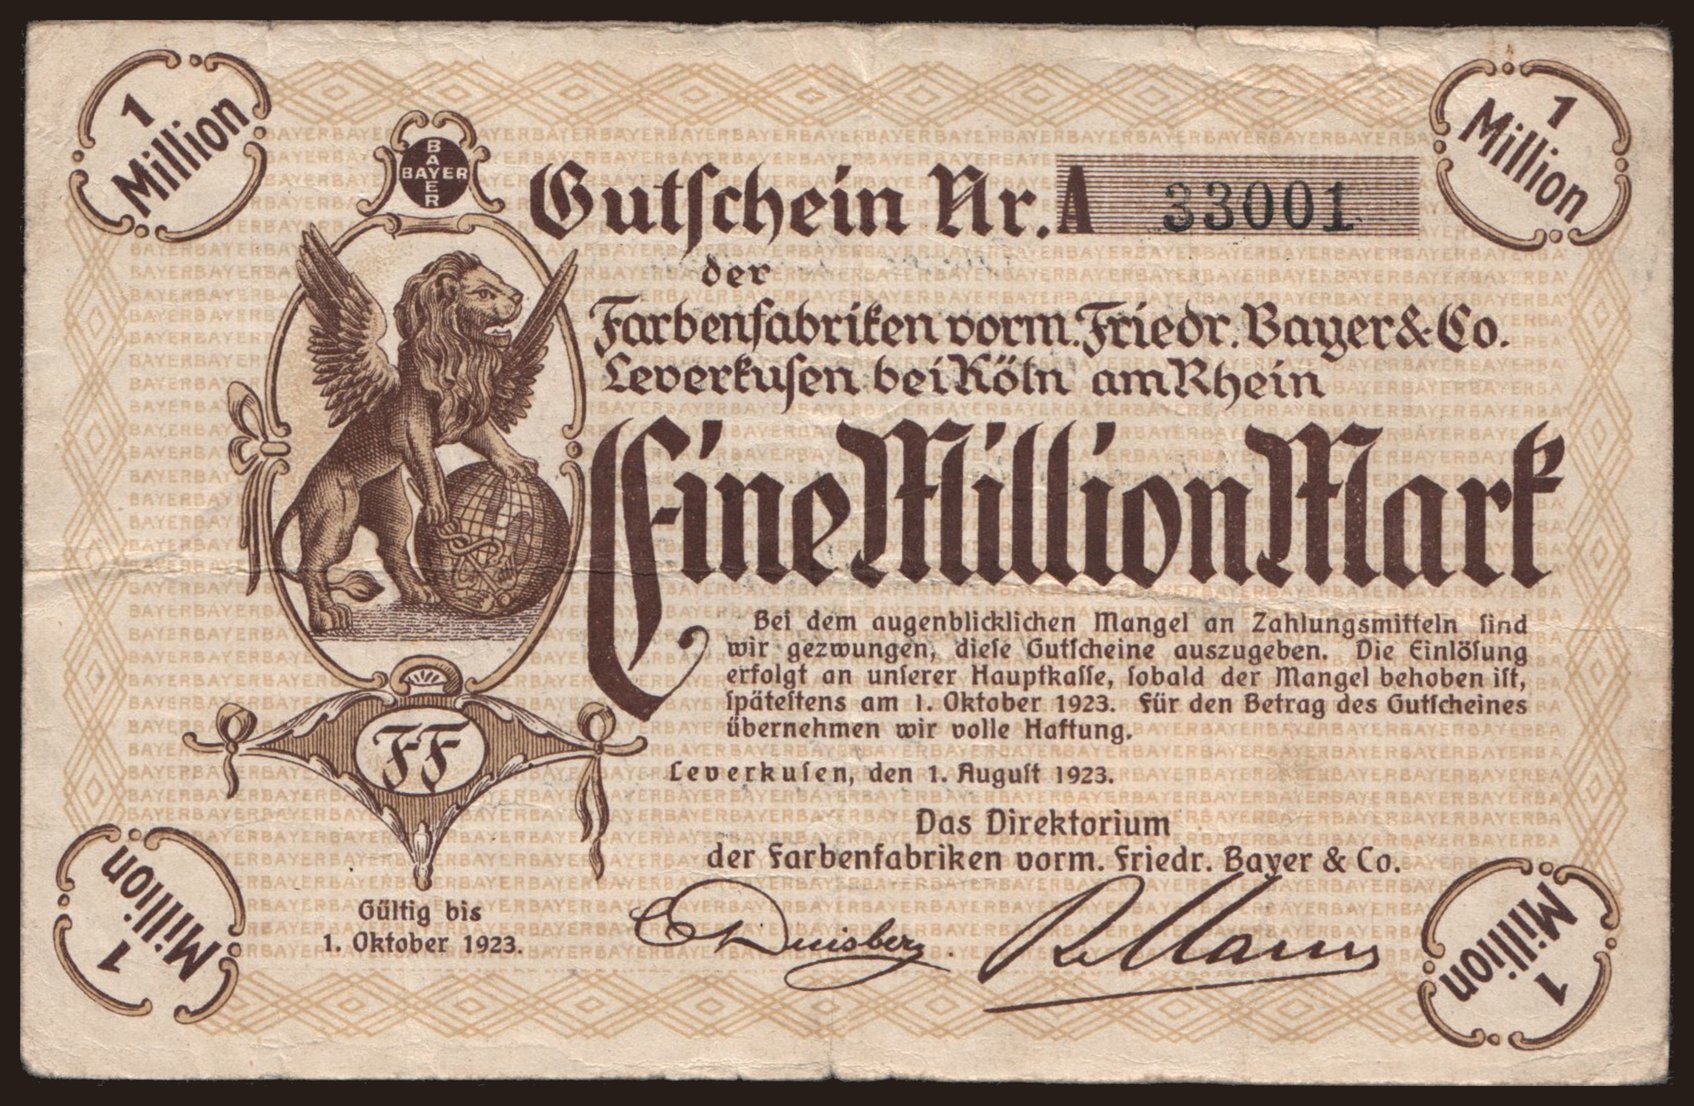 1 Million
1 Million
BAYER
BAYER
Gutſchein Nr. A 33001
der
Farbenfabriken vorm. Friedr. Bayer & Co.
Leverkuſen bei Köln am Rhein
Eine Million Mark
Bei dem augenblicklichen Mangel an Zahlungsmitteln ſind
wir gezwungen, dieſe Gutſcheine auszugeben. Die Einlöſung
erfolgt an unſerer Hauptkaſſe, ſobald der Mangel behoben iſt,
ſpäteſtens am 1. Oktober 1923. Für den Betrag des Gutſcheines
übernehmen wir volle Haftung.
Leverkuſen, den 1. Auguſt 1923.
FF
Das Direktorium
der Farbenfabriken vorm. Friedr. Bayer & Co.
Gültig bis
1. Oktober 1923.
C Duisberg. R Mann
1 Million
1 Million